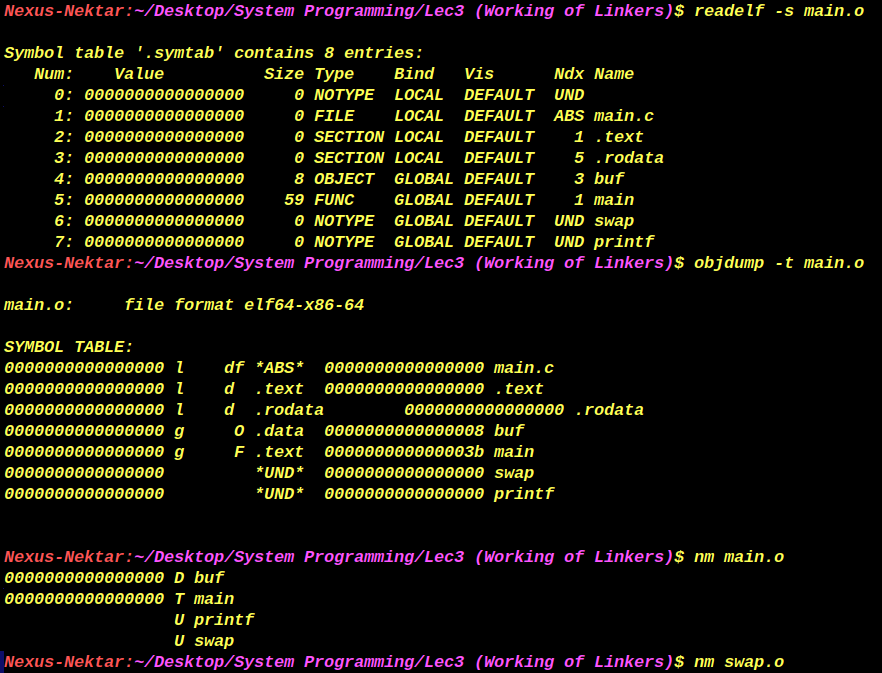 Nexus-Nektar:~/Desktop/System Programming/Lec3 (Working of Linkers)$ readelf -s main.o
Symbol table '.symtab' contains 8 entries:
   Num:    Value          Size Type    Bind   Vis      Ndx Name
     0: 0000000000000000     0 NOTYPE  LOCAL  DEFAULT  UND
     1: 0000000000000000     0 FILE    LOCAL  DEFAULT  ABS main.c
     2: 0000000000000000     0 SECTION LOCAL  DEFAULT    1 .text
     3: 0000000000000000     0 SECTION LOCAL  DEFAULT    5 .rodata
     4: 0000000000000000     8 OBJECT  GLOBAL DEFAULT    3 buf
     5: 0000000000000000    59 FUNC    GLOBAL DEFAULT    1 main
     6: 0000000000000000     0 NOTYPE  GLOBAL DEFAULT  UND swap
     7: 0000000000000000     0 NOTYPE  GLOBAL DEFAULT  UND printf
Nexus-Nektar:~/Desktop/System Programming/Lec3 (Working of Linkers)$ objdump -t main.o
main.o:     file format elf64-x86-64
SYMBOL TABLE:
0000000000000000 l    df *ABS*  0000000000000000 main.c
0000000000000000 l    d  .text  0000000000000000 .text
0000000000000000 l    d  .rodata        0000000000000000 .rodata
0000000000000000 g     O .data  0000000000000008 buf
0000000000000000 g     F .text  000000000000003b main
0000000000000000         *UND*  0000000000000000 swap
0000000000000000         *UND*  0000000000000000 printf
Nexus-Nektar:~/Desktop/System Programming/Lec3 (Working of Linkers)$ nm main.o
0000000000000000 D buf
0000000000000000 T main
                 U printf
                 U swap
Nexus-Nektar:~/Desktop/System Programming/Lec3 (Working of Linkers)$ nm swap.o